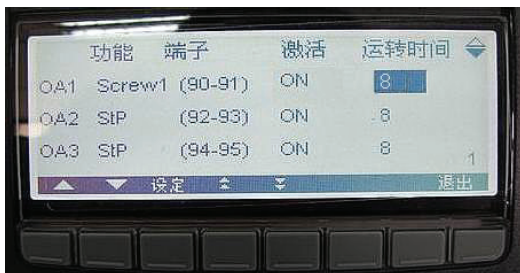 功能 端子 激活 运转时间
OA1 Screw1 (90-91) ON 8
OA2 StP (92-93) ON 8
OA3 StP (94-95) ON 8
1
设定 退出